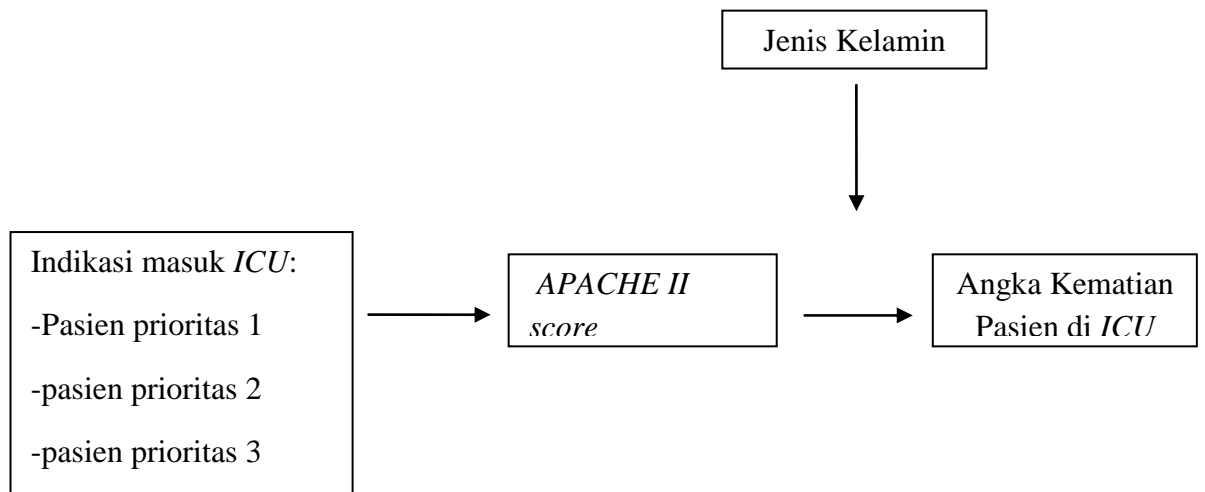 Jenis Kelamin
Indikasi masuk ICU:
-Pasien prioritas 1
-pasien prioritas 2
-pasien prioritas 3
APACHE II
score
Angka Kematian
Pasien di ICU